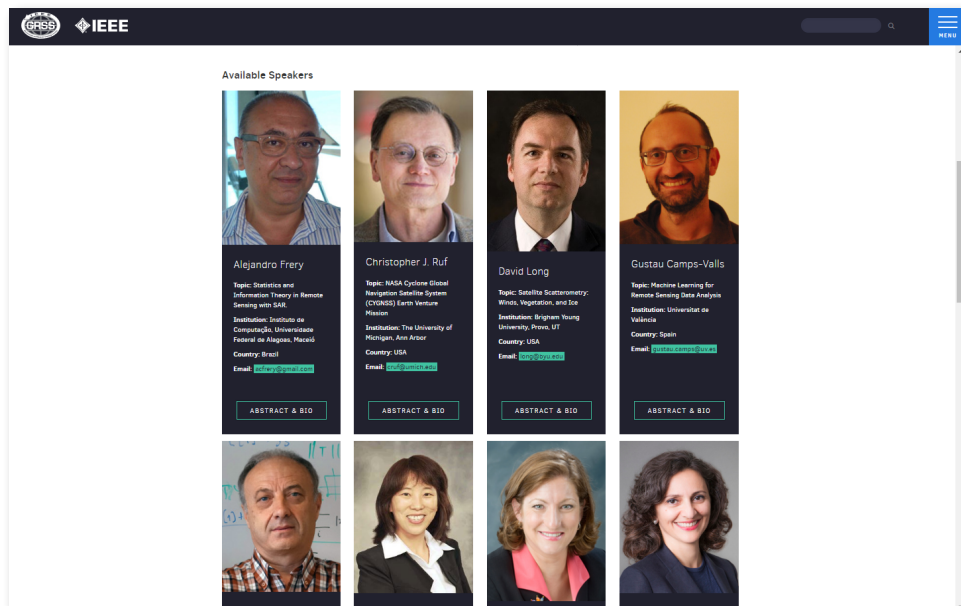 GRSS
IEEE
MENU
Available Speakers
Alejandro Frery
Topic: Statistics and
Information Theory in Remote
Sensing with SAR.
Institution: Instituto de
Computação, Universidade
Federal de Alagoas, Maceió
Country: Brazil
Email: acfrery@gmail.com
ABSTRACT & BIO
Christopher J. Ruf
Topic: NASA Cyclone Global
Navigation Satellite System
(CYGNSS) Earth Venture
Mission
Institution: The University of
Michigan, Ann Arbor
Country: USA
Email: cruf@umich.edu
ABSTRACT & BIO
David Long
Topic: Satellite Scatterometry:
Winds, Vegetation, and Ice
Institution: Brigham Young
University, Provo, UT
Country: USA
Email: long@byu.edu
ABSTRACT & BIO
Gustau Camps-Valls
Topic: Machine Learning for
Remote Sensing Data Analysis
Institution: Universitat de
València
Country: Spain
Email: gustau.camps@uv.es
ABSTRACT & BIO